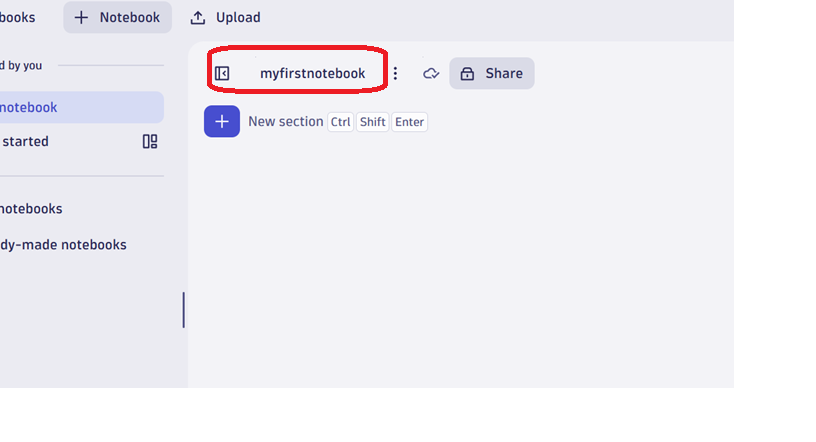 books
Notebook
Upload
d by you
myfirstnotebook
Share
notebook
New section Ctrl Shift Enter
started
notebooks
dy-made notebooks